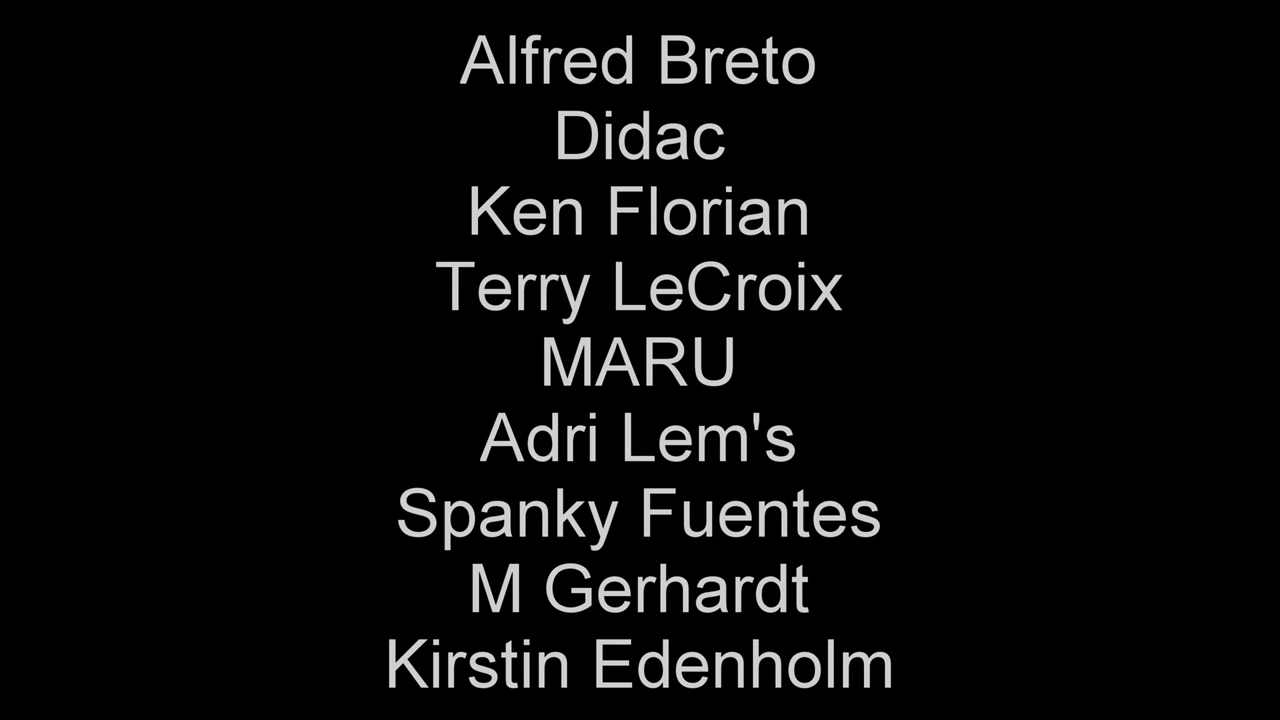 Alfred Breto
Didac
Ken Florian
Terry LeCroix
MARU
Adri Lem's
Spanky Fuentes
M Gerhardt
Kirstin Edenholm